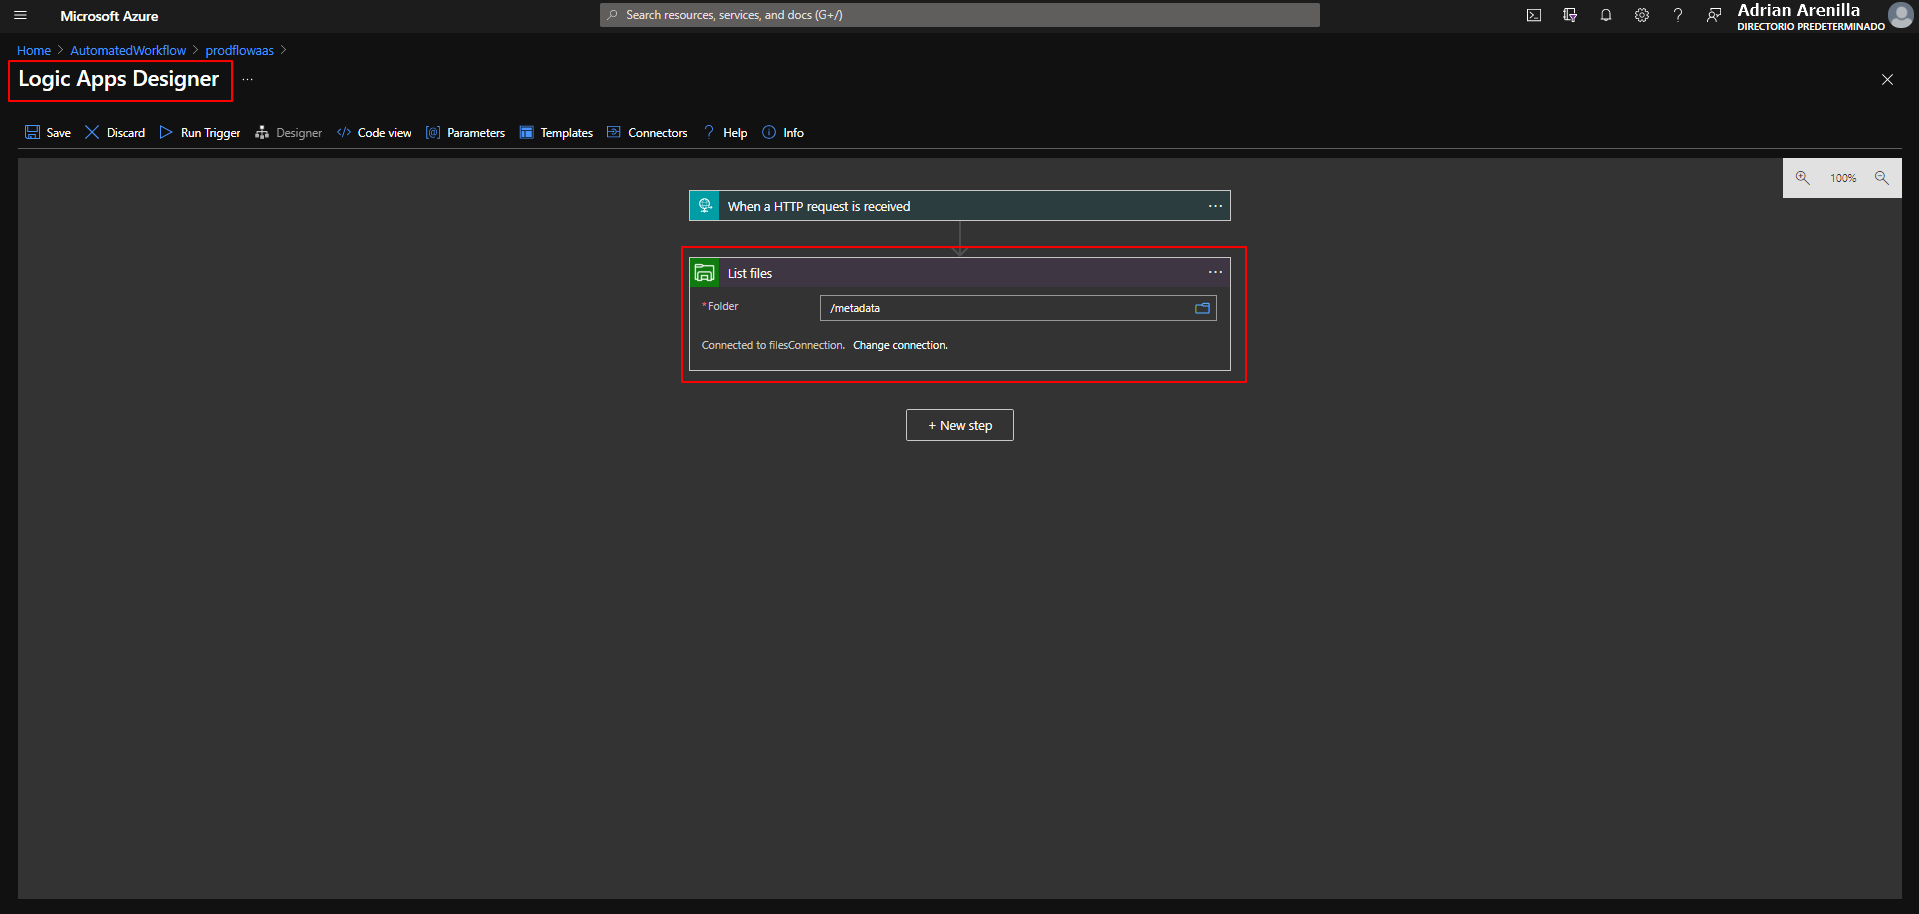 Microsoft Azure
Search resources, services, and docs (G+/)
Adrian Arenilla
DIRECTORIO PREDETERMINADO
Home > AutomatedWorkflow > prodflowaas >
Logic Apps Designer ...
Save Discard Run Trigger Designer Code view Parameters Templates Connectors Help Info
100%
When a HTTP request is received ...
List files ...
*Folder /metadata
Connected to filesConnection. Change connection.
+ New step